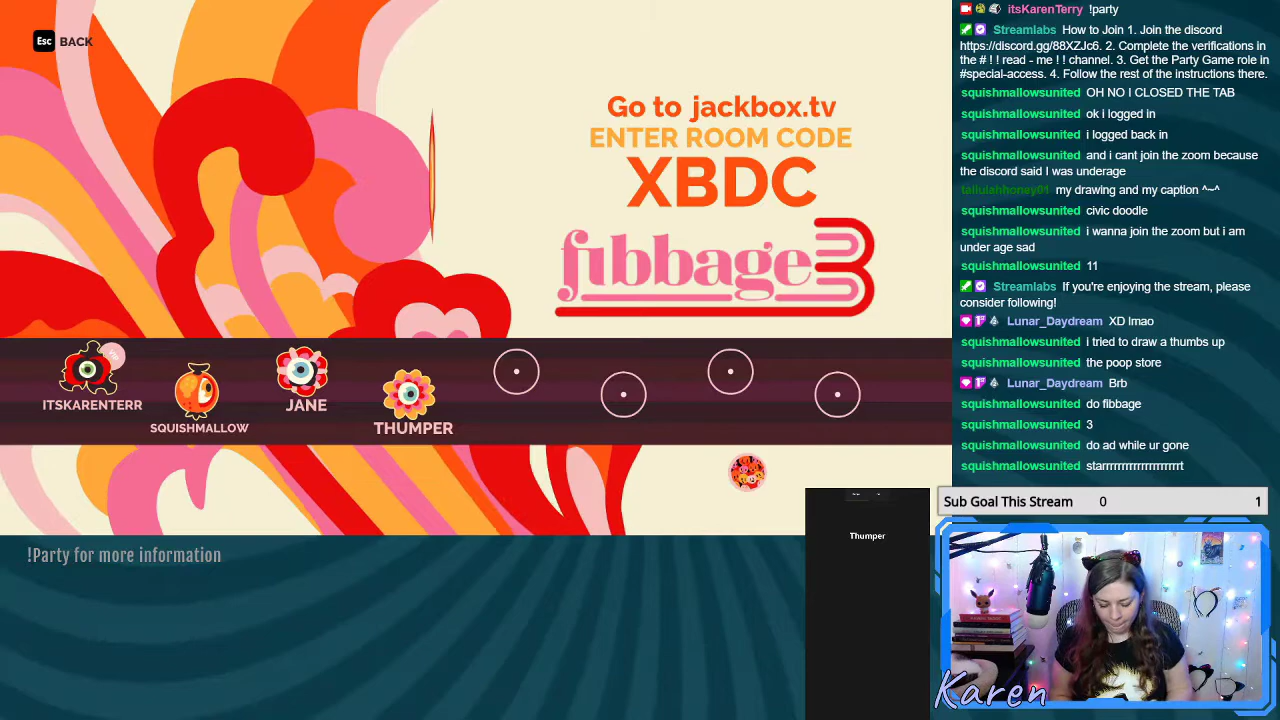 Esc BACK
Go to jackbox.tv
ENTER ROOM CODE
XBDC
fibbage 3
VIP
ITSKARENTERR
SQUISHMALLOW
JANE
THUMPER
!Party for more information
Thumper
itsKarenTerry !party
Streamlabs How to Join 1. Join the discord
https://discord.gg/88XZJc6. 2. Complete the verifications in
the # ! ! read - me ! ! channel. 3. Get the Party Game role in
#special-access. 4. Follow the rest of the instructions there.
squishmallowsunited OH NO I CLOSED THE TAB
squishmallowsunited ok i logged in
squishmallowsunited i logged back in
squishmallowsunited and i cant join the zoom because
the discord said I was underage
tallulahhoney01 my drawing and my caption ^~^
squishmallowsunited civic doodle
squishmallowsunited i wanna join the zoom but i am
under age sad
squishmallowsunited 11
Streamlabs If you're enjoying the stream, please
consider following!
Lunar_Daydream XD lmao
squishmallowsunited i tried to draw a thumbs up
squishmallowsunited the poop store
Lunar_Daydream Brb
squishmallowsunited do fibbage
squishmallowsunited 3
squishmallowsunited do ad while ur gone
squishmallowsunited starrrrrrrrrrrrrrrrrrrt
Sub Goal This Stream 0 1
Karen